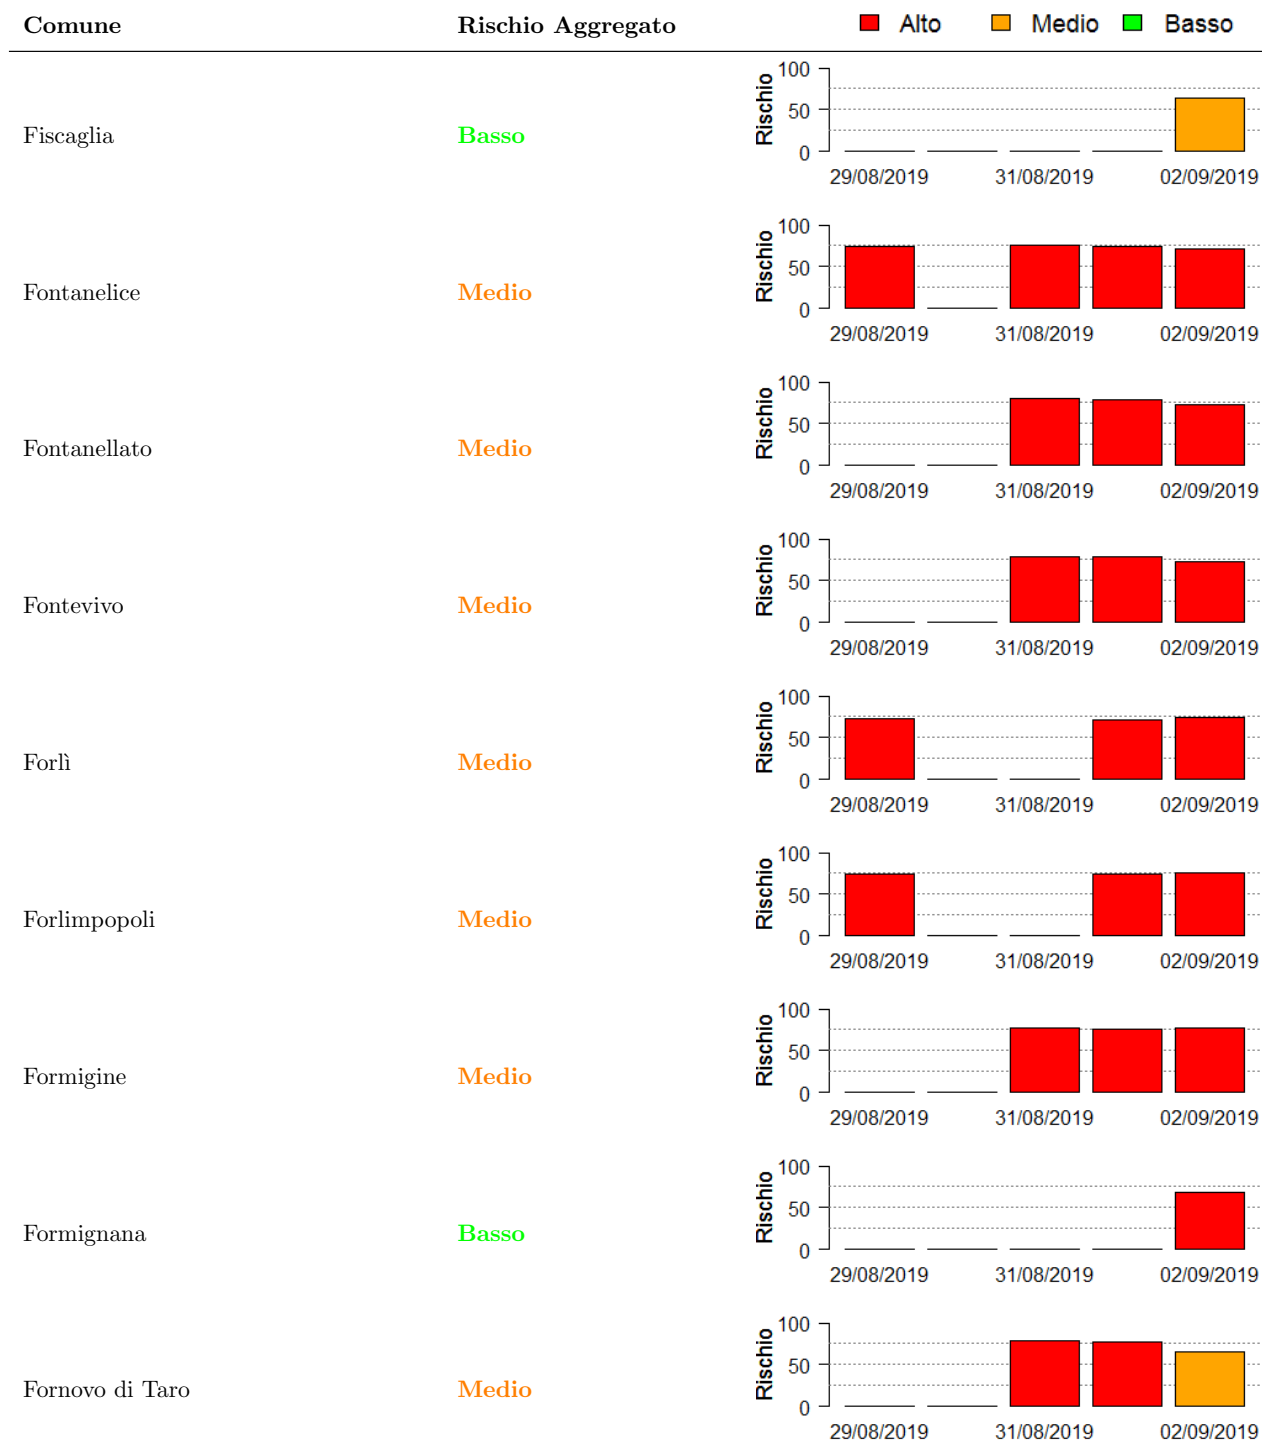 Comune Rischio Aggregato Alto Medio Basso
Fiscaglia Basso
Rischio
100
50
0
29/08/2019 31/08/2019 02/09/2019
Fontanelice Medio
Rischio
100
50
0
29/08/2019 31/08/2019 02/09/2019
Fontanellato Medio
Rischio
100
50
0
29/08/2019 31/08/2019 02/09/2019
Fontevivo Medio
Rischio
100
50
0
29/08/2019 31/08/2019 02/09/2019
Forlì Medio
Rischio
100
50
0
29/08/2019 31/08/2019 02/09/2019
Forlimpopoli Medio
Rischio
100
50
0
29/08/2019 31/08/2019 02/09/2019
Formigine Medio
Rischio
100
50
0
29/08/2019 31/08/2019 02/09/2019
Formignana Basso
Rischio
100
50
0
29/08/2019 31/08/2019 02/09/2019
Fornovo di Taro Medio
Rischio
100
50
0
29/08/2019 31/08/2019 02/09/2019